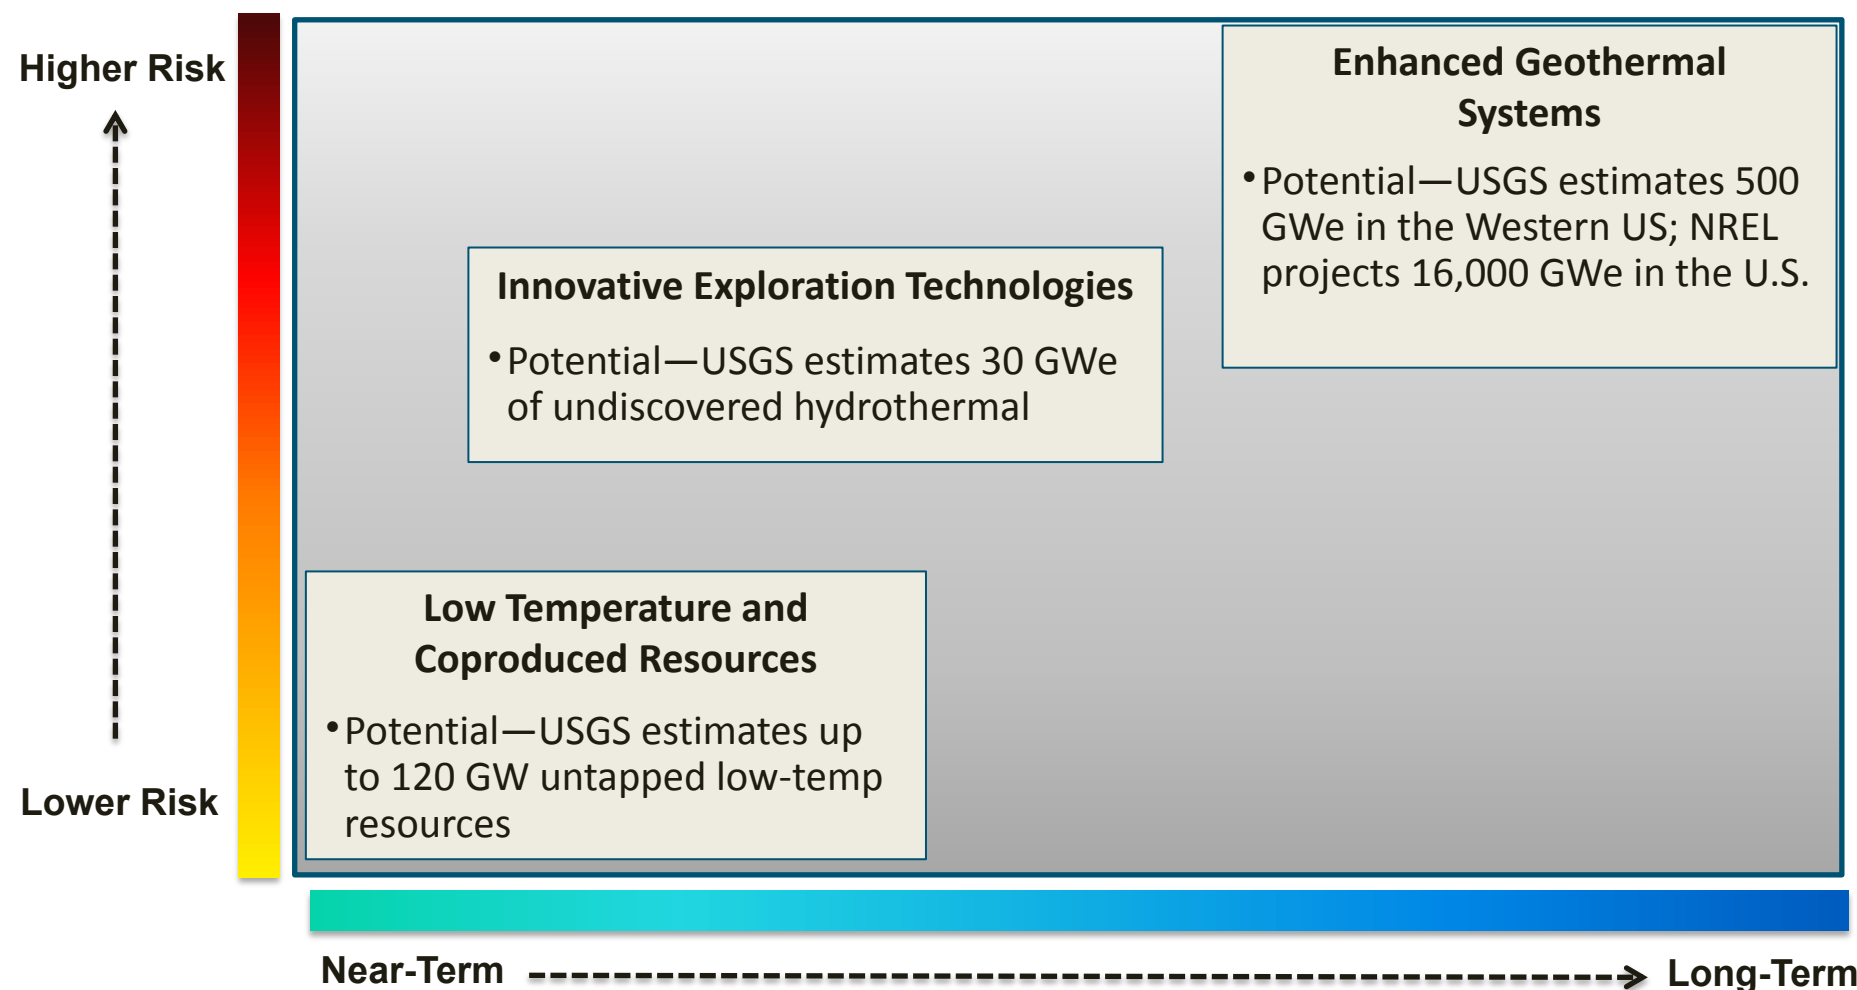 Higher Risk
Enhanced Geothermal
Systems
•Potential—USGS estimates 500
GWe in the Western US; NREL
projects 16,000 GWe in the U.S.
Innovative Exploration Technologies
•Potential—USGS estimates 30 GWe
of undiscovered hydrothermal
Low Temperature and
Coproduced Resources
•Potential—USGS estimates up
to 120 GW untapped low-temp
resources
Lower Risk
Near-Term
Long-Term